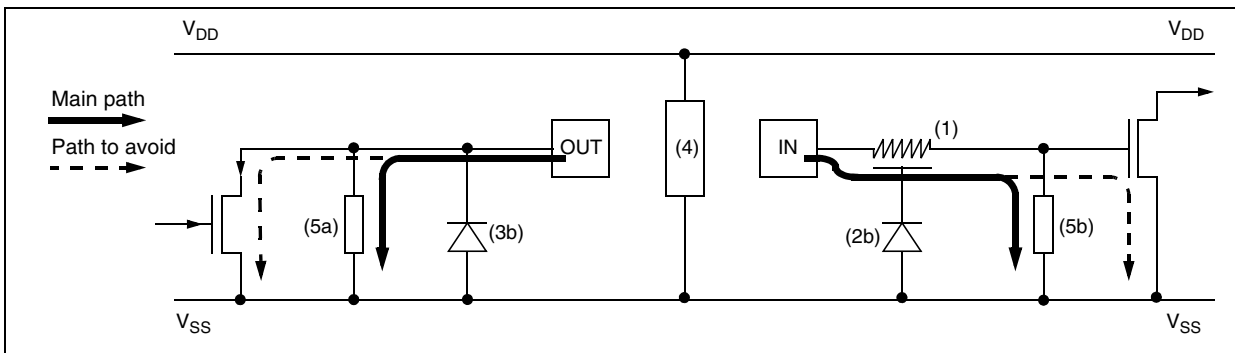 VDD
VDD
Main path
Path to avoid
OUT
(4)
IN
(1)
(5a)
(3b)
(2b)
(5b)
VSS
VSS